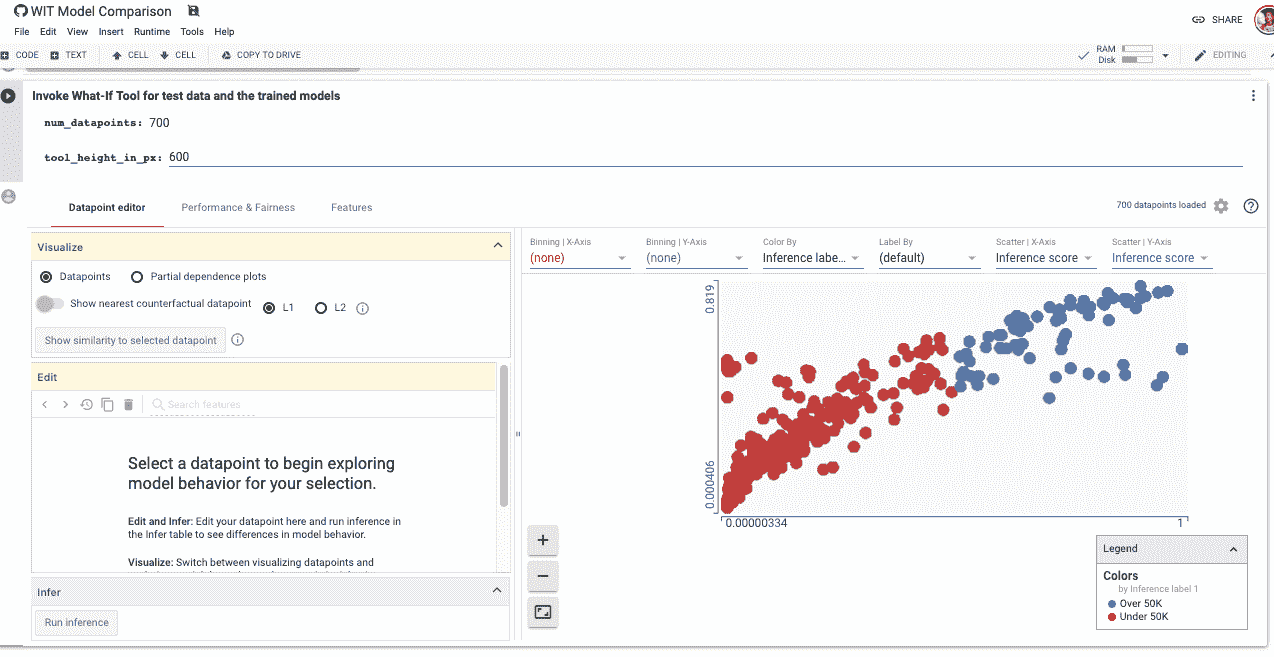 WIT Model Comparison
File Edit View Insert Runtime Tools Help
SHARE
CODE TEXT CELL CELL COPY TO DRIVE
RAM
Disk
EDITING
Invoke What-If Tool for test data and the trained models
num_datapoints: 700
tool_height_in_px: 600
Datapoint editor Performance & Fairness Features
700 datapoints loaded
Visualize
Datapoints Partial dependence plots
Show nearest counterfactual datapoint L1 L2
Show similarity to selected datapoint
Edit
Search features
Select a datapoint to begin exploring
model behavior for your selection.
Edit and Infer: Edit your datapoint here and run inference in
the Infer table to see differences in model behavior.
Visualize: Switch between visualizing datapoints and
Infer
Run inference
Binning | X-Axis Binning | Y-Axis Color By Label By Scatter | X-Axis Scatter | Y-Axis
(none) (none) Inference labe... (default) Inference score Inference score
0.819
0.000406
0.00000334 1
Legend
Colors
by Inference label 1
Over 50K
Under 50K